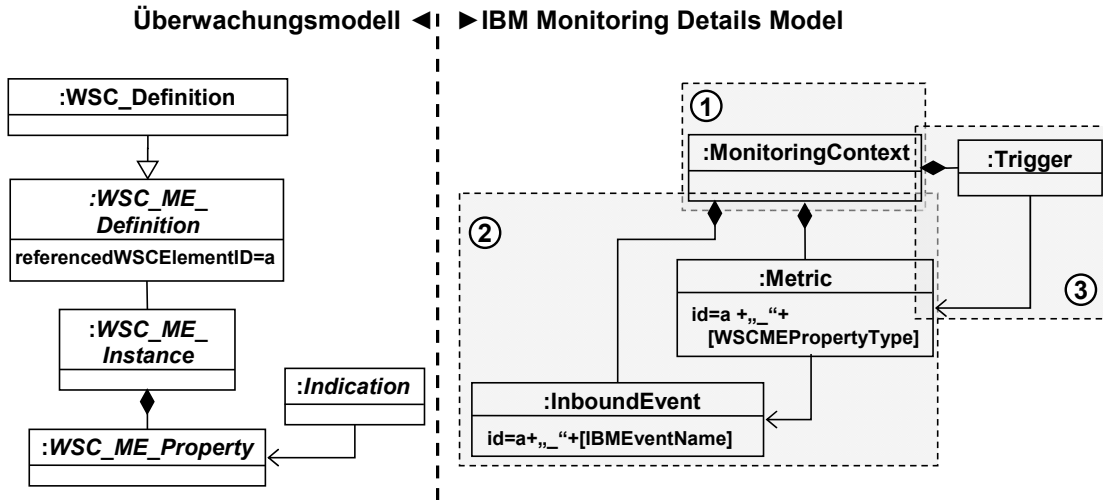 Überwachungsmodell ◄ ► IBM Monitoring Details Model
:WSC_Definition
:WSC_ME_
Definition
referencedWSCElementID=a
:WSC_ME_
Instance
:Indication
:WSC_ME_Property
1
:MonitoringContext
:Trigger
2
:Metric
id=a +„_“+
[WSCMEPropertyType]
3
:InboundEvent
id=a+„_“+[IBMEventName]